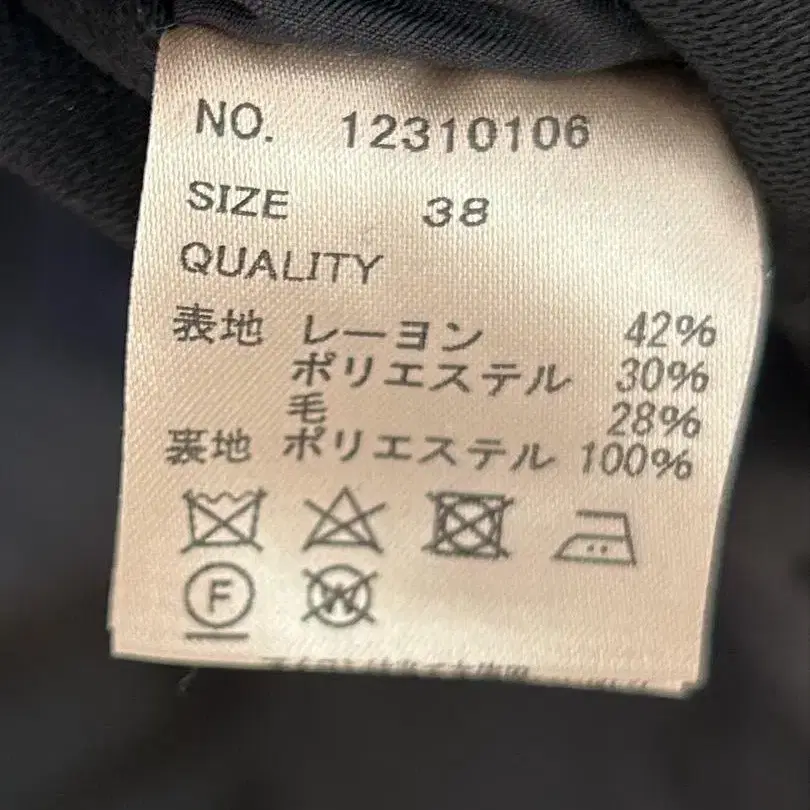 NO. 12310106
SIZE 38
QUALITY
表地 レーヨン 42%
ポリエステル 30%
毛 28%
裏地 ポリエステル 100%
F W